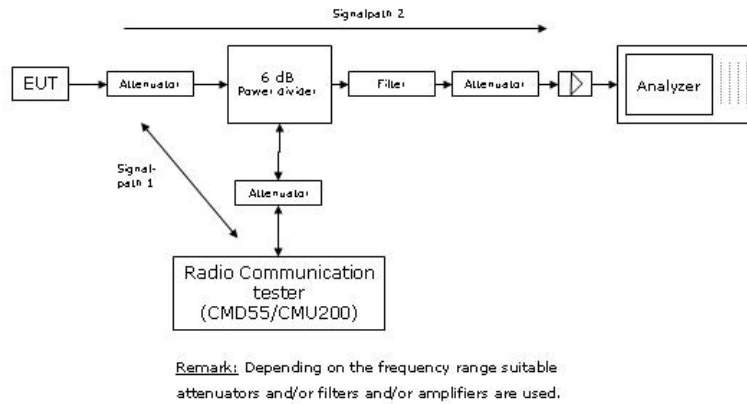 Signalpath 2
EUT
Attenuator
6 dB
Power divider
Filter
Attenuator
Analyzer
Signal-
path 1
Attenuator
Radio Communication
tester
(CMD55/CMU200)
Remark: Depending on the frequency range suitable
attenuators and/or filters and/or amplifiers are used.